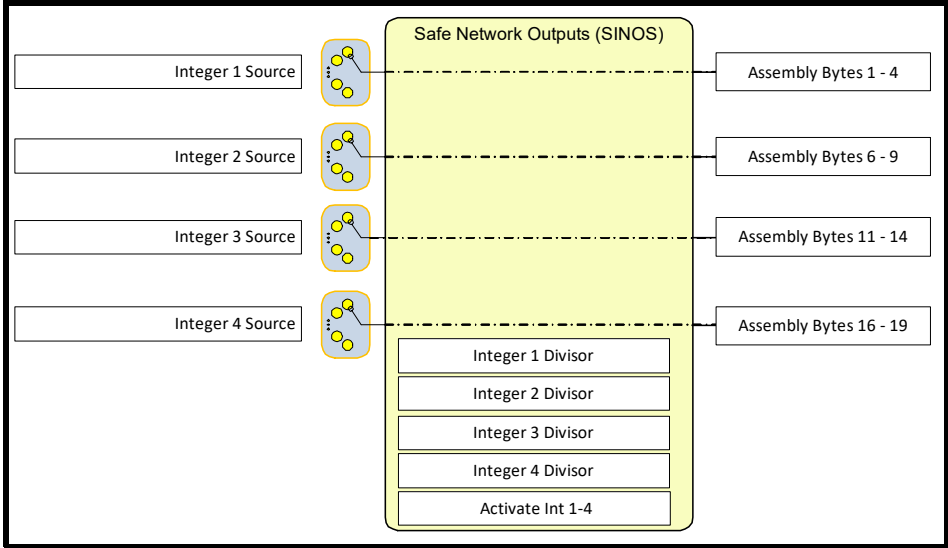 Safe Network Outputs (SINOS)
Integer 1 Source
Assembly Bytes 1 - 4
Integer 2 Source
Assembly Bytes 6 - 9
Integer 3 Source
Assembly Bytes 11 - 14
Integer 4 Source
Assembly Bytes 16 - 19
Integer 1 Divisor
Integer 2 Divisor
Integer 3 Divisor
Integer 4 Divisor
Activate Int 1-4